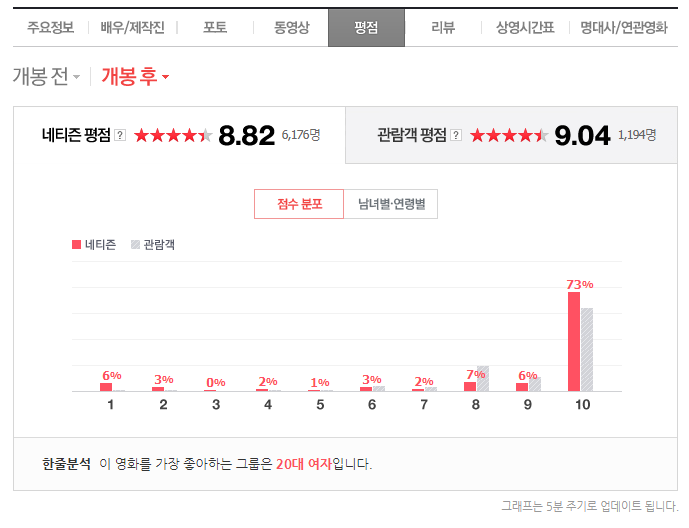 주요정보 배우/제작진 포토 동영상 평점 리뷰 상영시간표 명대사/연관영화
개봉 전 개봉 후
네티즌 평점 ? 8.82 6,176명 관람객 평점 ? 9.04 1,194명
점수 분포 남녀별·연령별
네티즌 관람객
73%
6% 3% 0% 2% 1% 3% 2% 7% 6%
1 2 3 4 5 6 7 8 9 10
한줄분석 이 영화를 가장 좋아하는 그룹은 20대 여자입니다.
그래프는 5분 주기로 업데이트 됩니다.